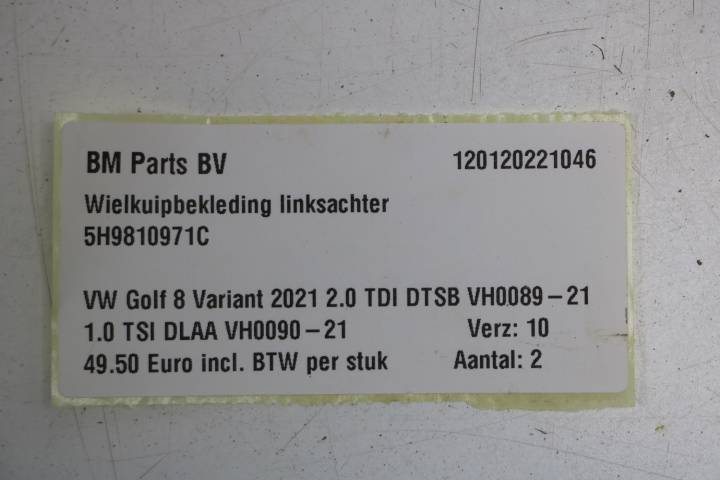 BM Parts BV 120120221046
Wielkuipbekleding linksachter
5H9810971C
VW Golf 8 Variant 2021 2.0 TDI DTSB VH0089-21
1.0 TSI DLAA VH0090-21 Verz: 10
49.50 Euro incl. BTW per stuk Aantal: 2